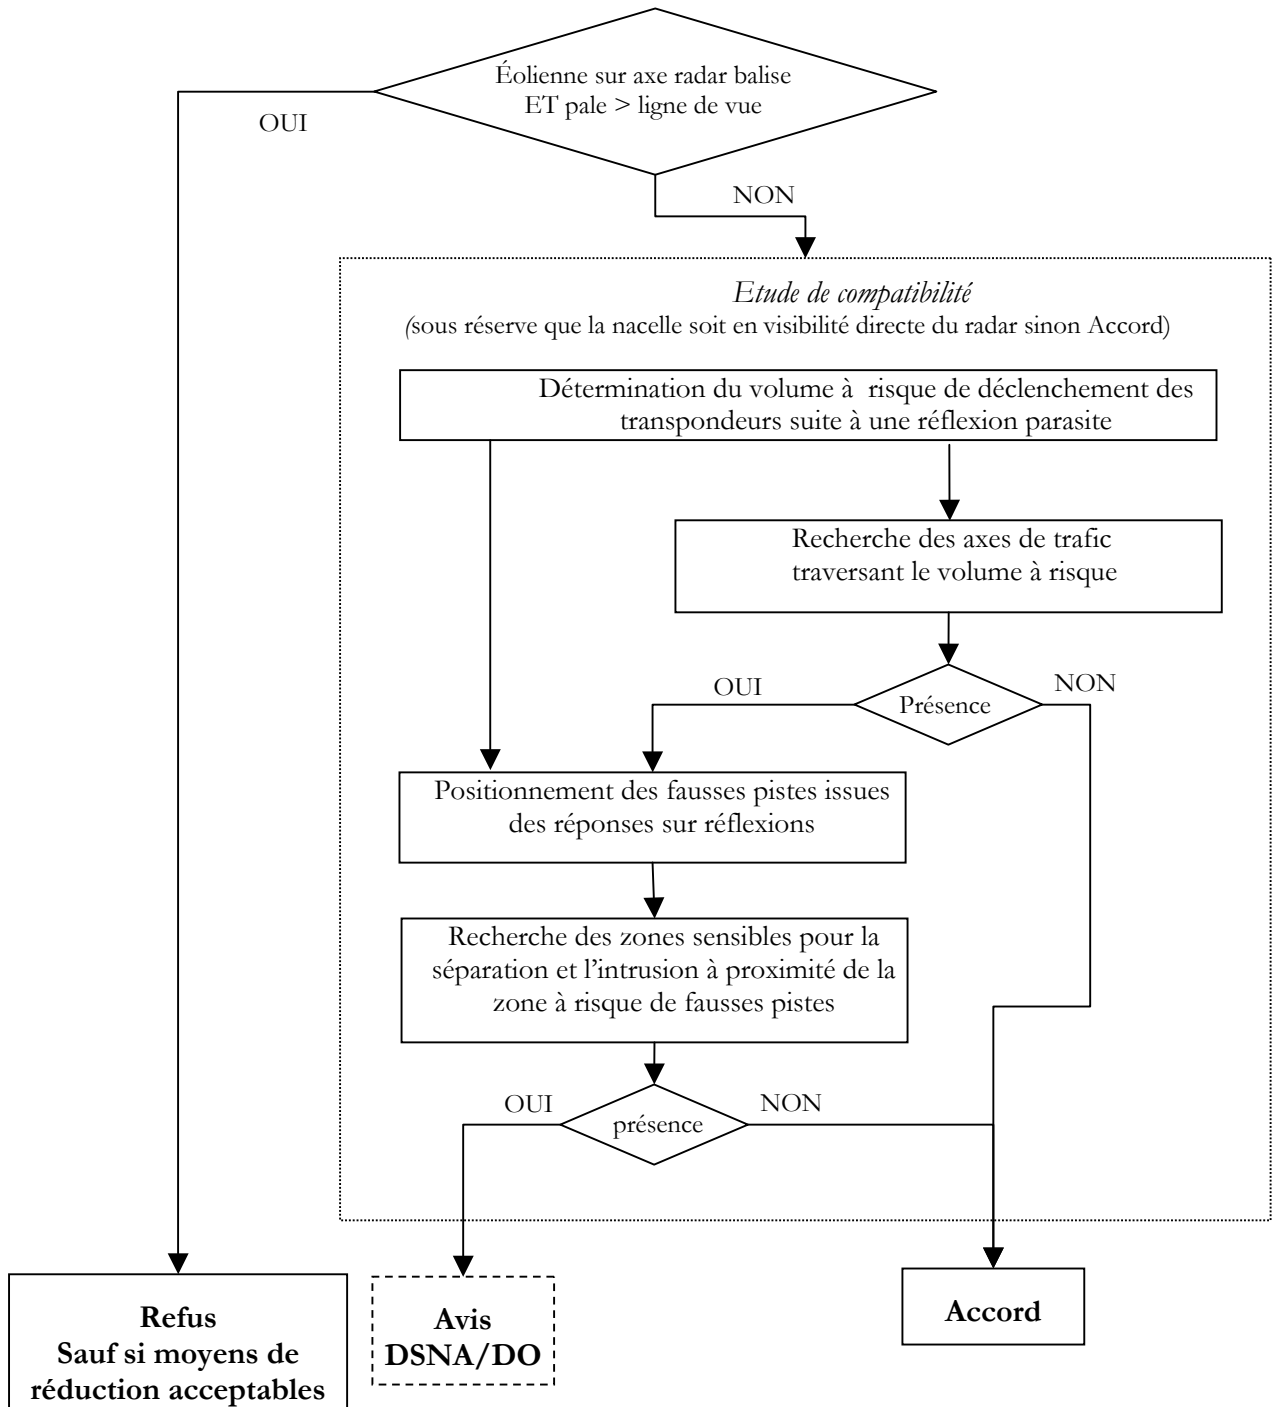 Éolienne sur axe radar balise
ET pale > ligne de vue
OUI
NON
Etude de compatibilité
(sous réserve que la nacelle soit en visibilité directe du radar sinon Accord)
Détermination du volume à risque de déclenchement des
transpondeurs suite à une réflexion parasite
Recherche des axes de trafic
traversant le volume à risque
OUI
Présence
NON
Positionnement des fausses pistes issues
des réponses sur réflexions
Recherche des zones sensibles pour la
séparation et l'intrusion à proximité de la
zone à risque de fausses pistes
OUI
présence
NON
Refus
Sauf si moyens de
réduction acceptables
Avis
DSNA/DO
Accord